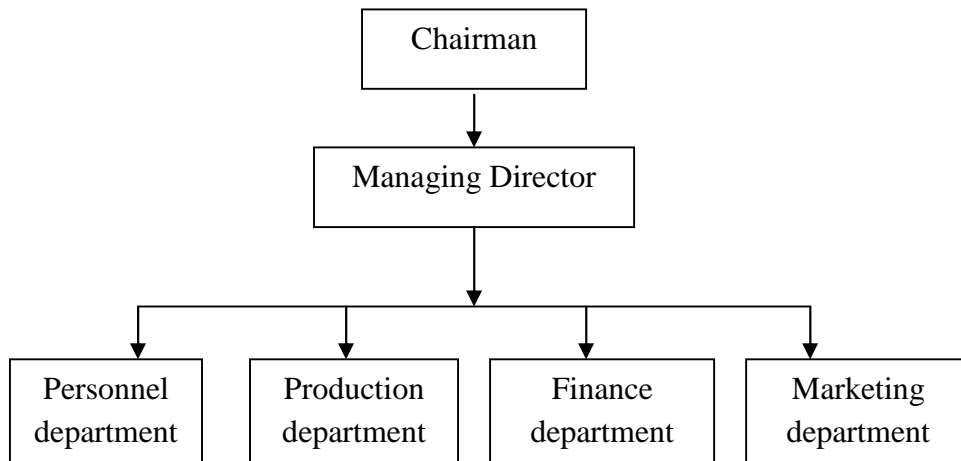 Chairman
Managing Director
Personnel
department
Production
department
Finance
department
Marketing
department